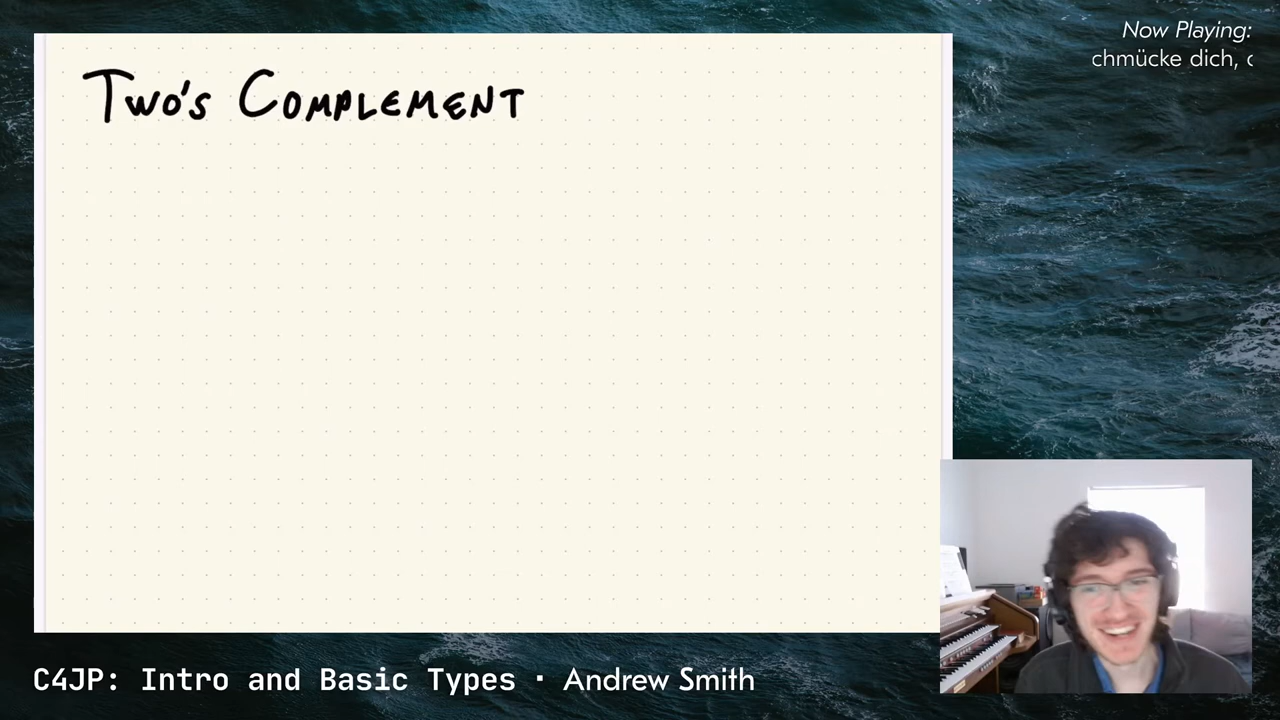 Now Playing:
chmücke dich,
Two's Complement
C4JP: Intro and Basic Types · Andrew Smith